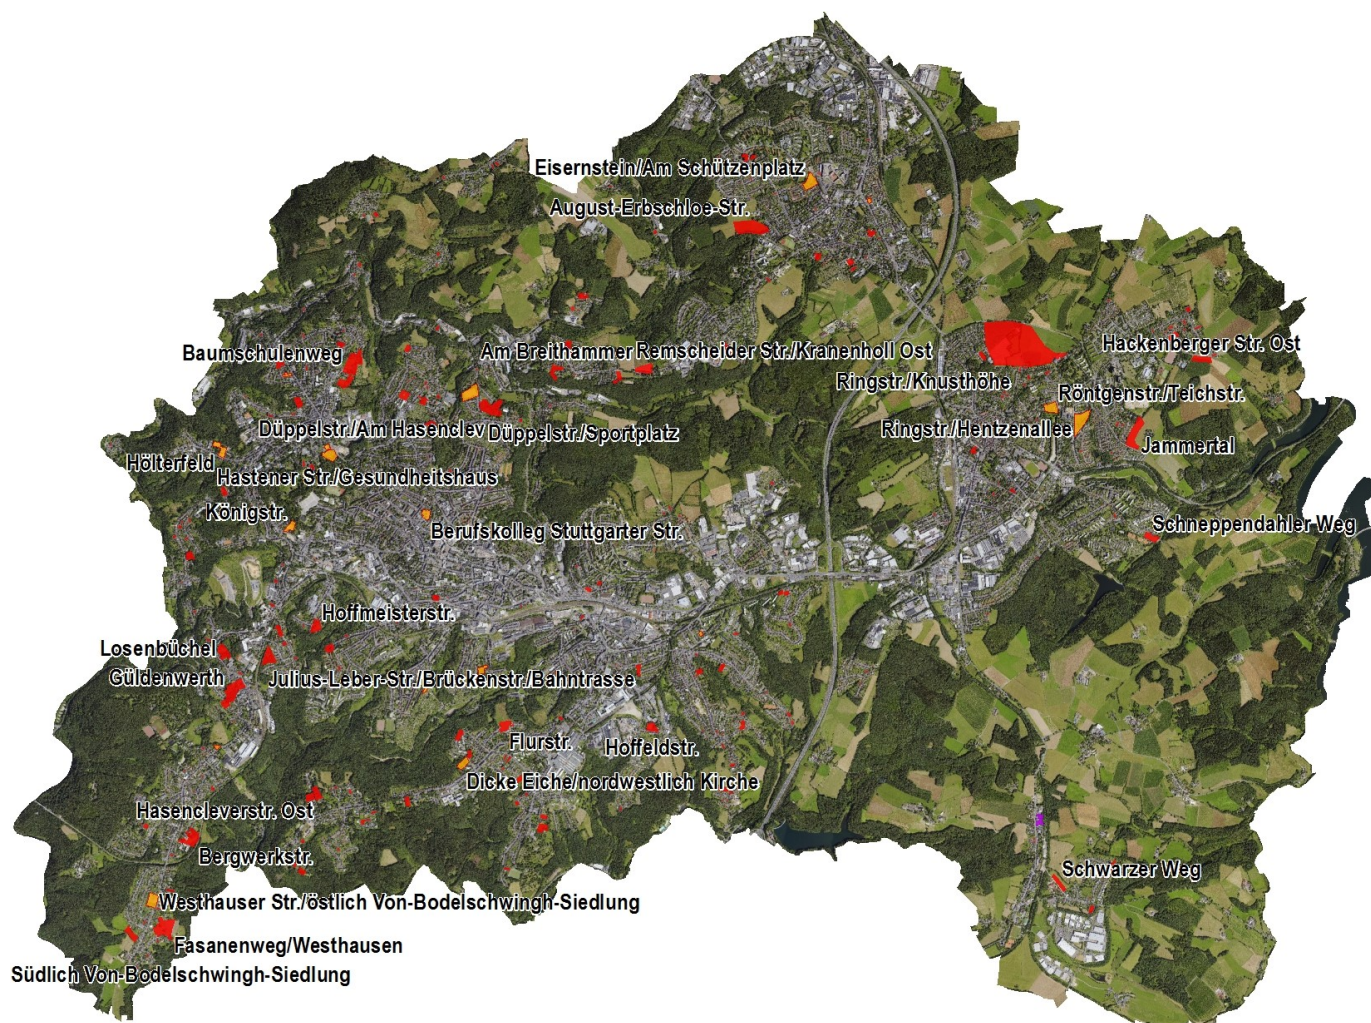 Eisernstein/Am Schützenplatz
August-Erbschloe-Str.
Baumschulenweg
Am Breithammer
Remscheider Str./Kranenholl Ost
Hackenberger Str. Ost
Ringstr./Knusthöhe
Röntgenstr./Teichstr.
Düppelstr./Am Hasenclev
Düppelstr./Sportplatz
Ringstr./Hentzenallee
Jammertal
Hölterfeld
Hastener Str./Gesundheitshaus
Königstr.
Berufskolleg Stuttgarter Str.
Schneppendahler Weg
Hoffmeisterstr.
Losenbüchel
Güldenwerth
Julius-Leber-Str./Brückenstr./Bahntrasse
Flurstr.
Hoffeldstr.
Dicke Eiche/nordwestlich Kirche
Hasencleverstr. Ost
Bergwerkstr.
Schwarzer Weg
Westhauser Str./östlich Von-Bodelschwingh-Siedlung
Fasanenweg/Westhausen
Südlich Von-Bodelschwingh-Siedlung